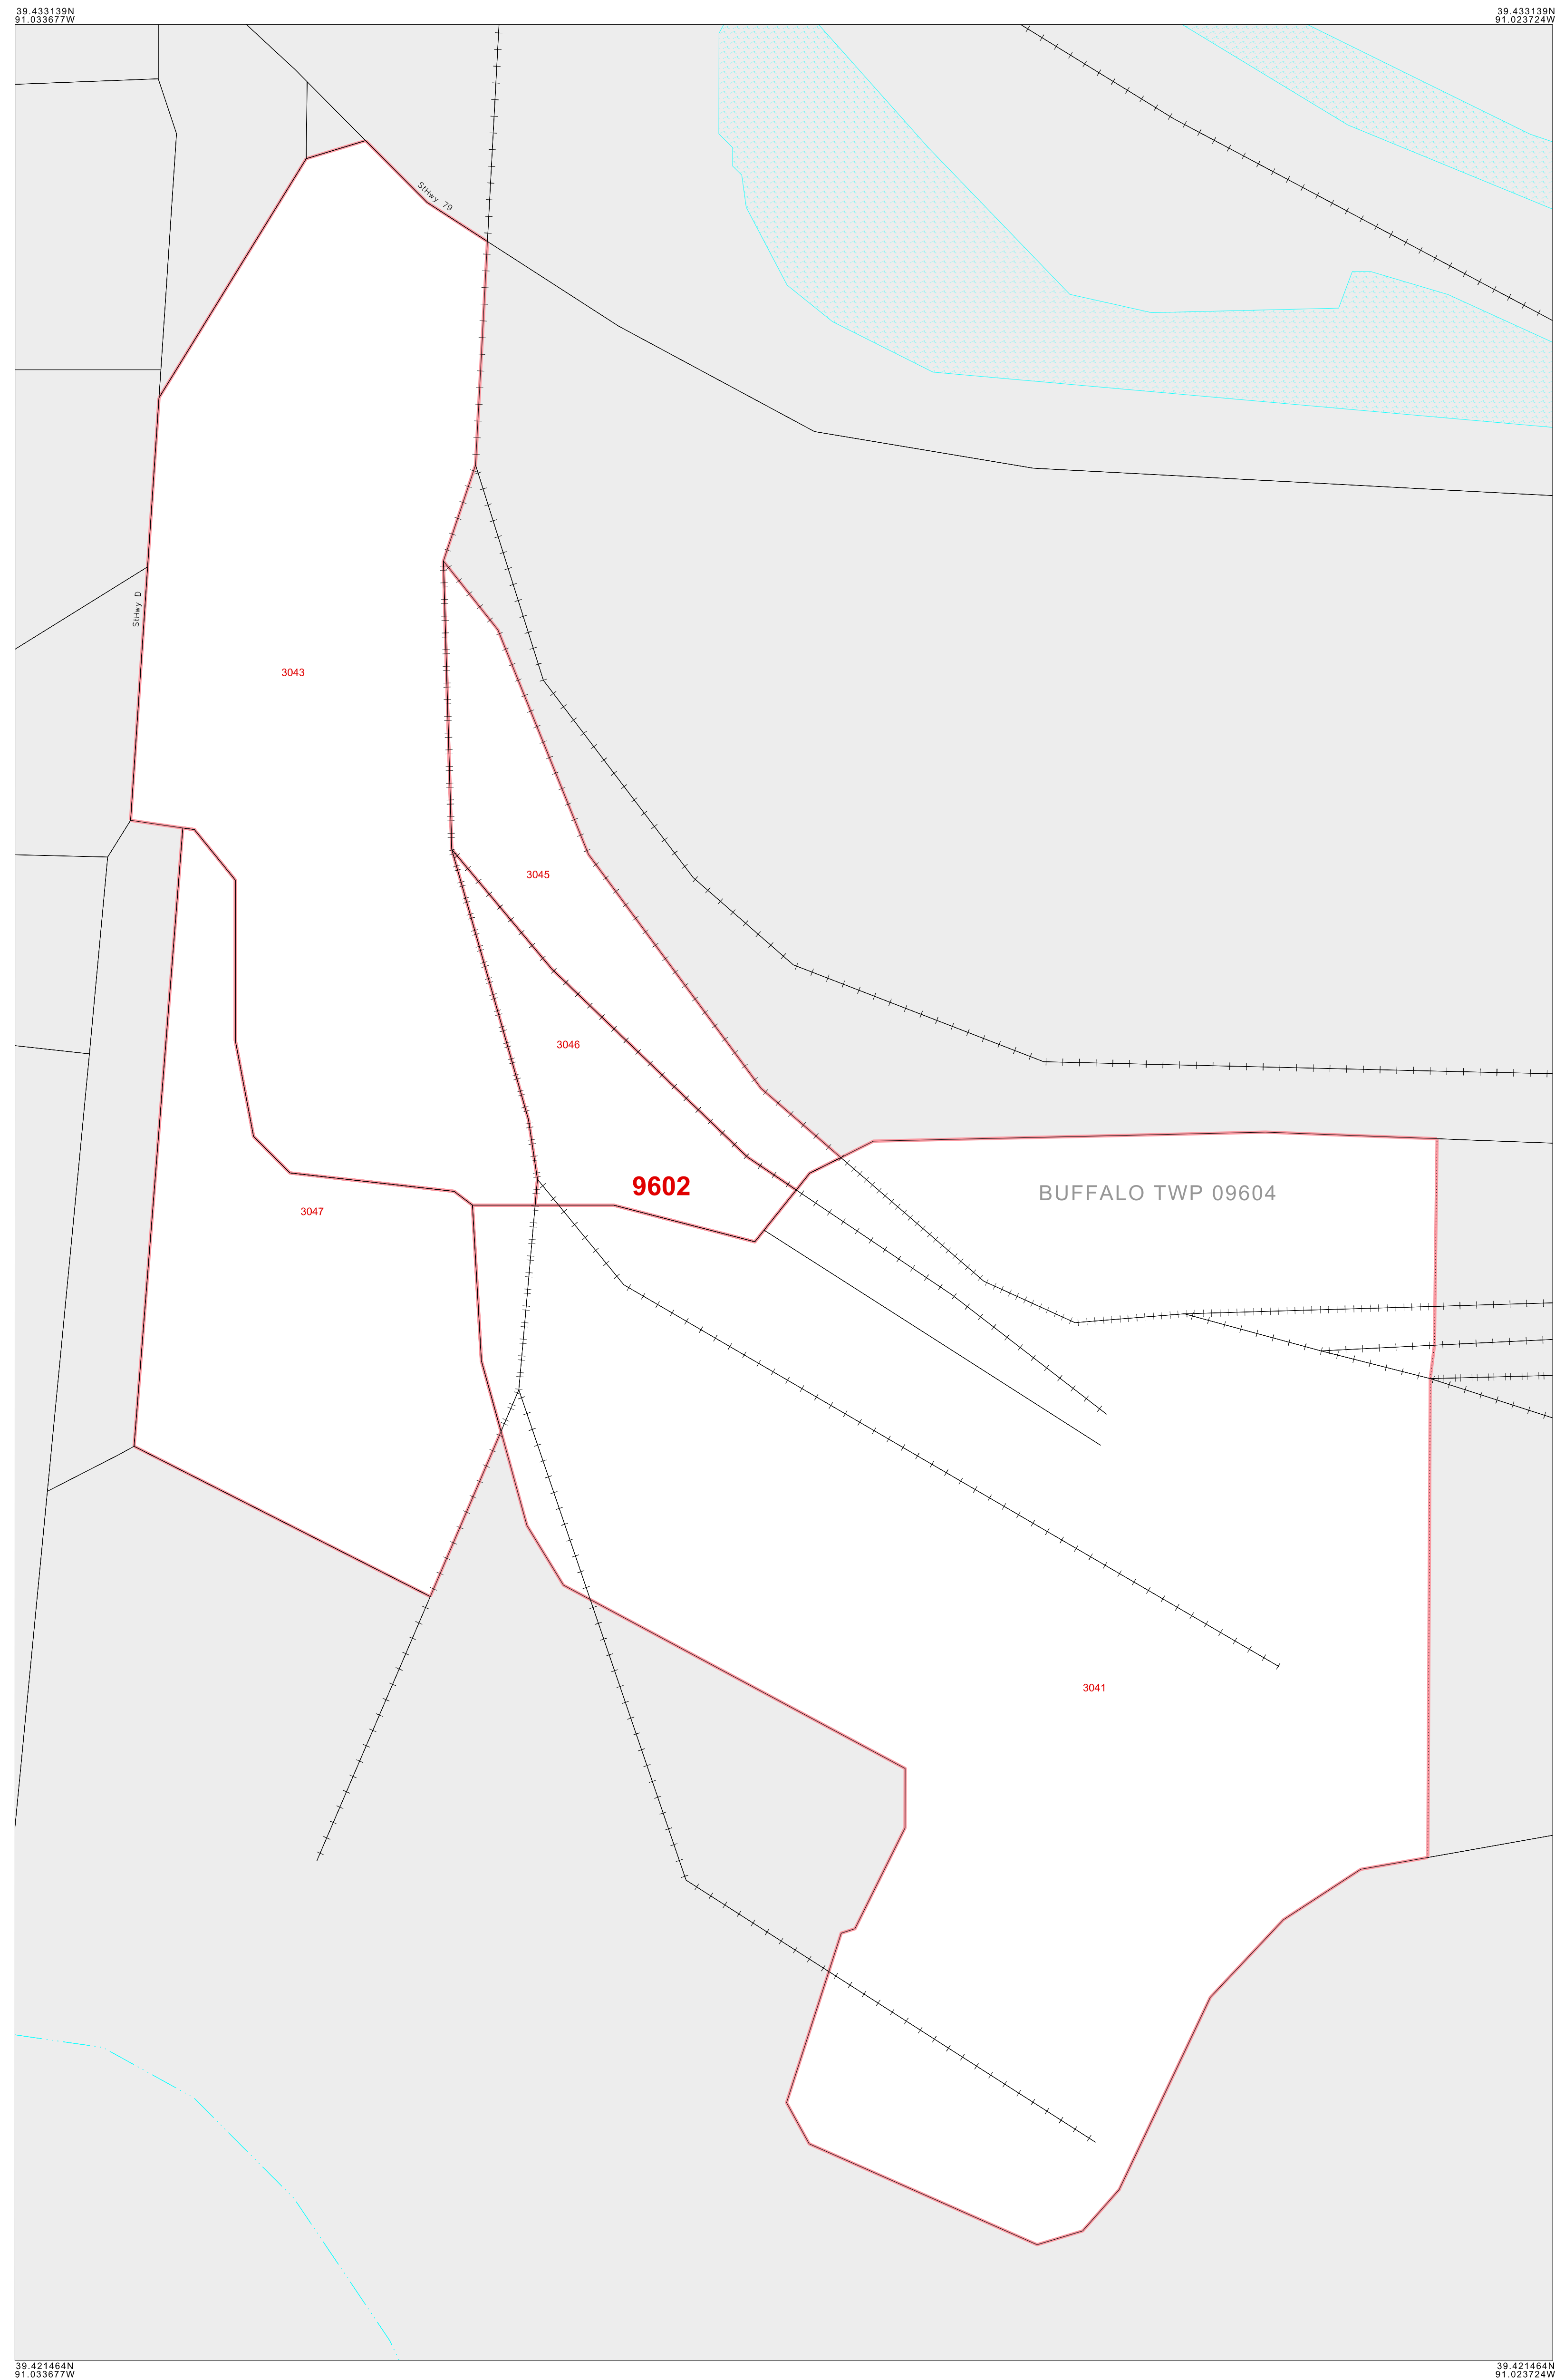 39.433139N
91.033677W
39.433139N
91.023724W
StHwy 79
StHwy D
3043
3045
3046
9602
BUFFALO TWP 09604
3047
3041
39.421464N
91.033677W
39.421464N
91.023724W